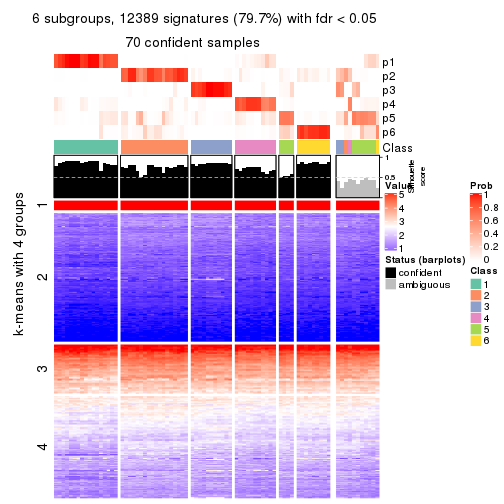 6 subgroups, 12389 signatures (79.7%) with fdr < 0.05
70 confident samples
p1
p2
p3
p4
p5
p6
Class
1
0.5
Silhouette
score
k-means with 4 groups
1
2
3
4
Value
5
4
3
2
1
Status (barplots)
confident
ambiguous
Prob
1
0.8
0.6
0.4
0.2
0
Class
1
2
3
4
5
6